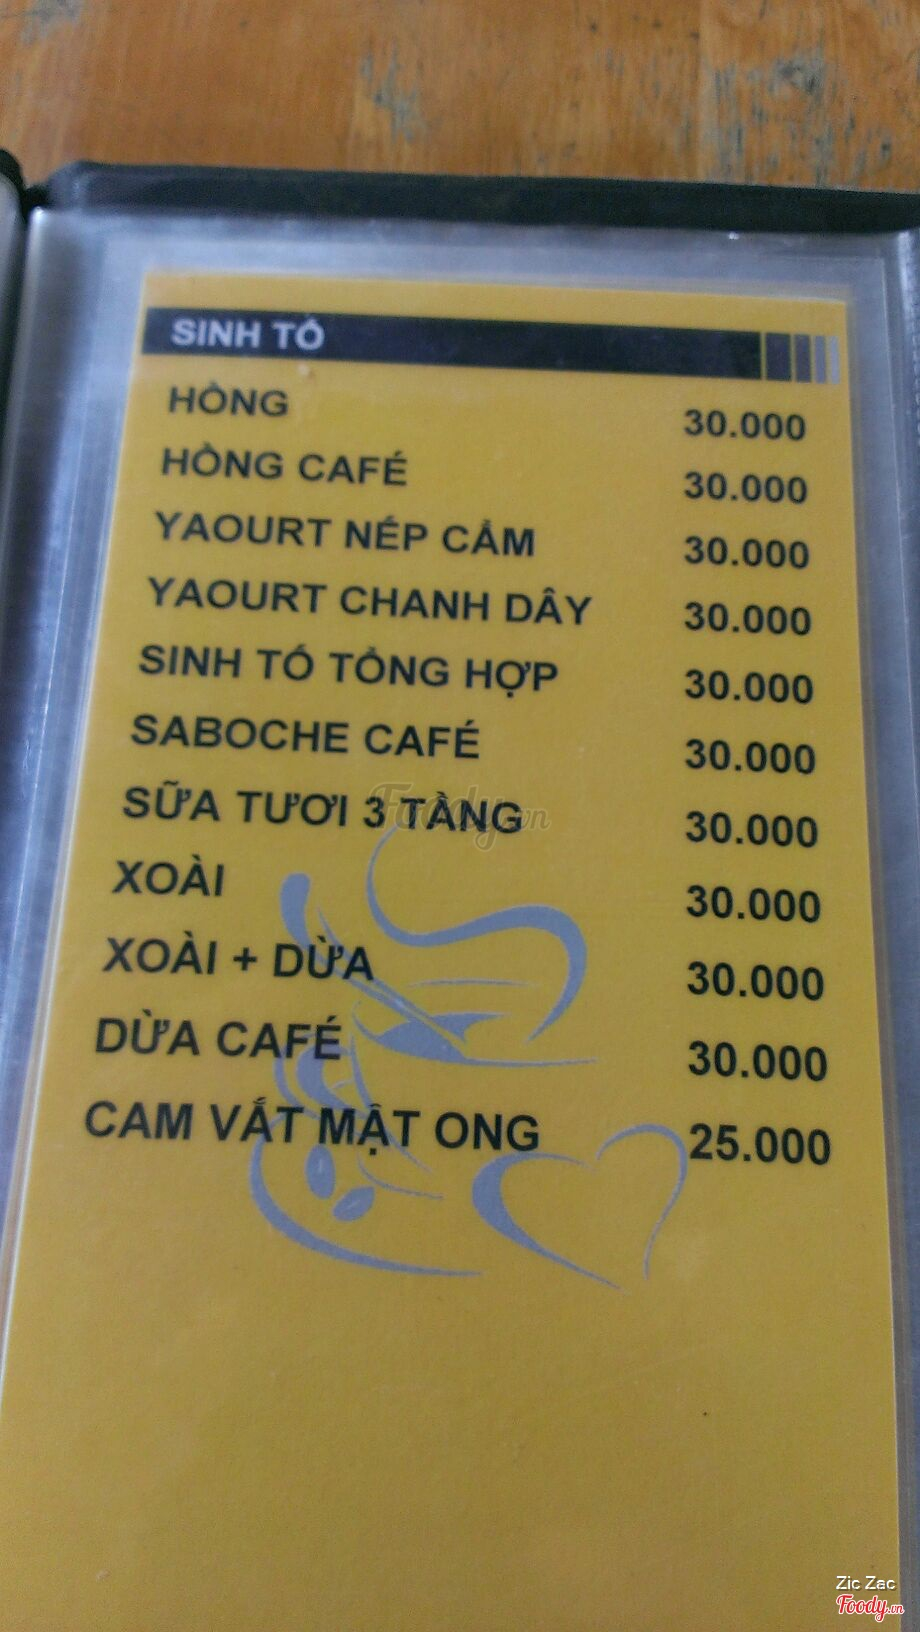 SINH TỐ
HỒNG 30.000
HỒNG CAFÉ 30.000
YAOURT NẾP CẨM 30.000
YAOURT CHANH DÂY 30.000
SINH TỐ TỔNG HỢP 30.000
SABOCHE CAFÉ 30.000
SỮA TƯƠI 3 TẦNG 30.000
Foody.vn
XOÀI 30.000
XOÀI + DỪA 30.000
DỪA CAFÉ 30.000
CAM VẮT MẬT ONG 25.000
Zic Zac
Foody.vn